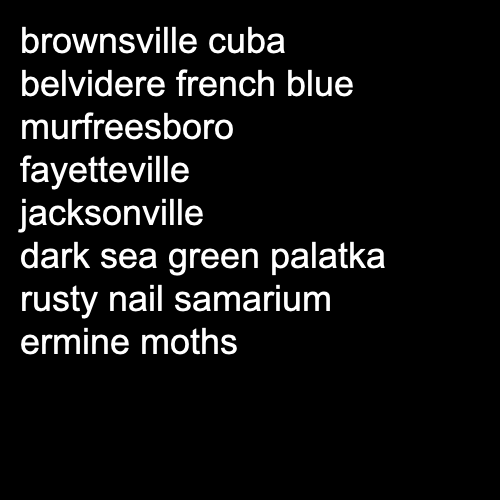 brownsville cuba
belvidere french blue
murfreesboro
fayetteville
jacksonville
dark sea green palatka
rusty nail samarium
ermine moths